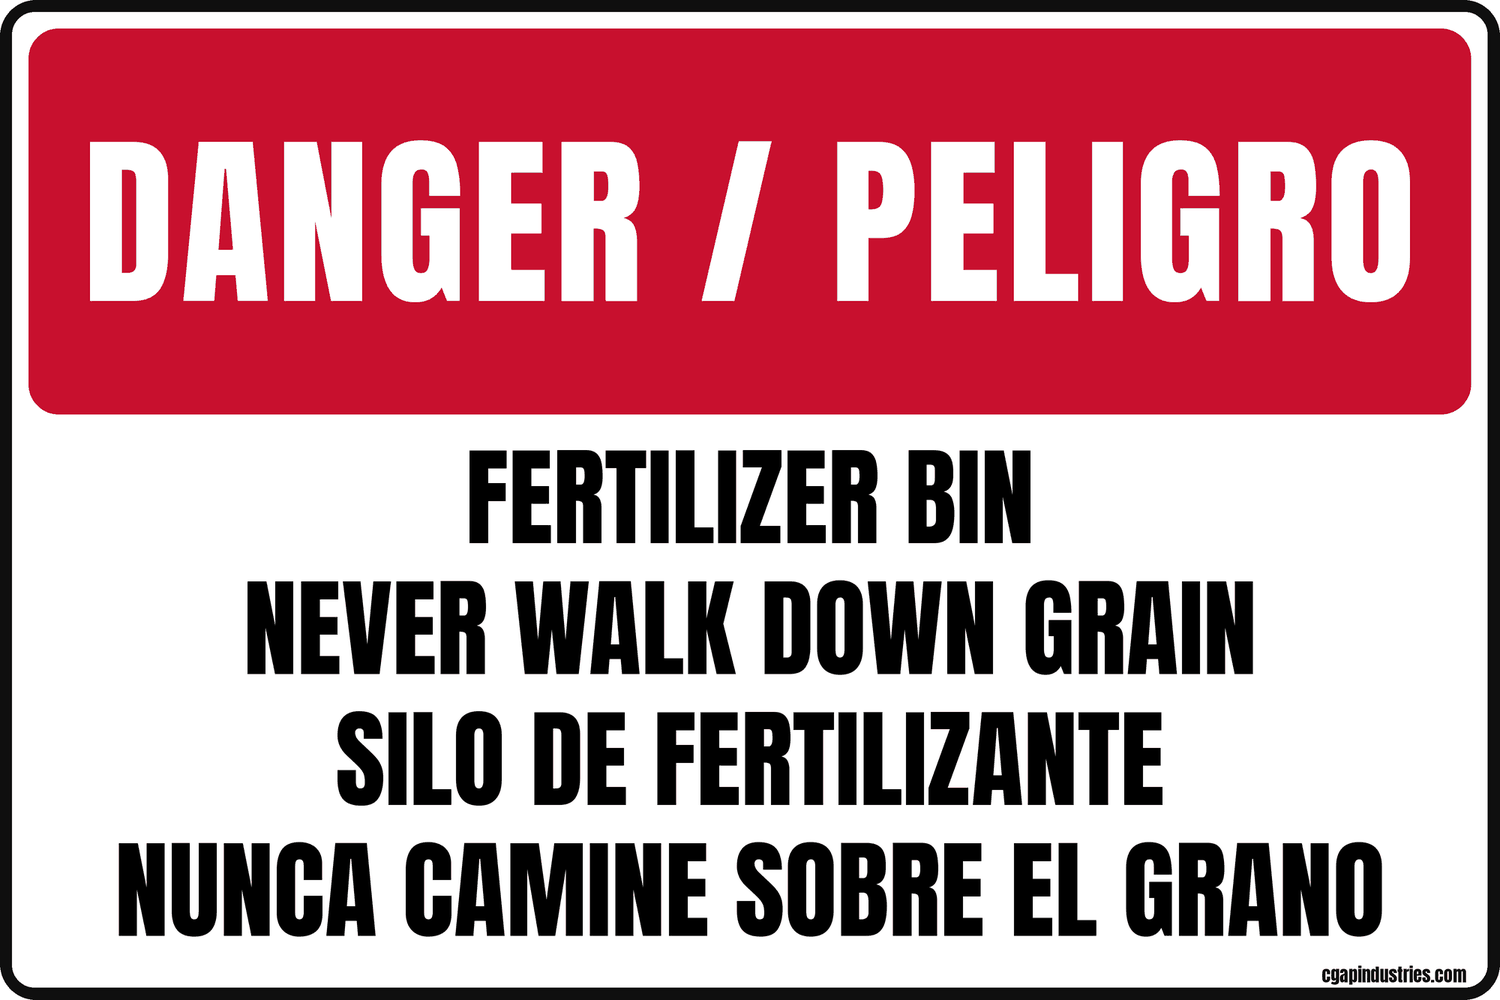 DANGER / PELIGRO
FERTILIZER BIN
NEVER WALK DOWN GRAIN
SILO DE FERTILIZANTE
NUNCA CAMINE SOBRE EL GRANO
cgapindustries.com